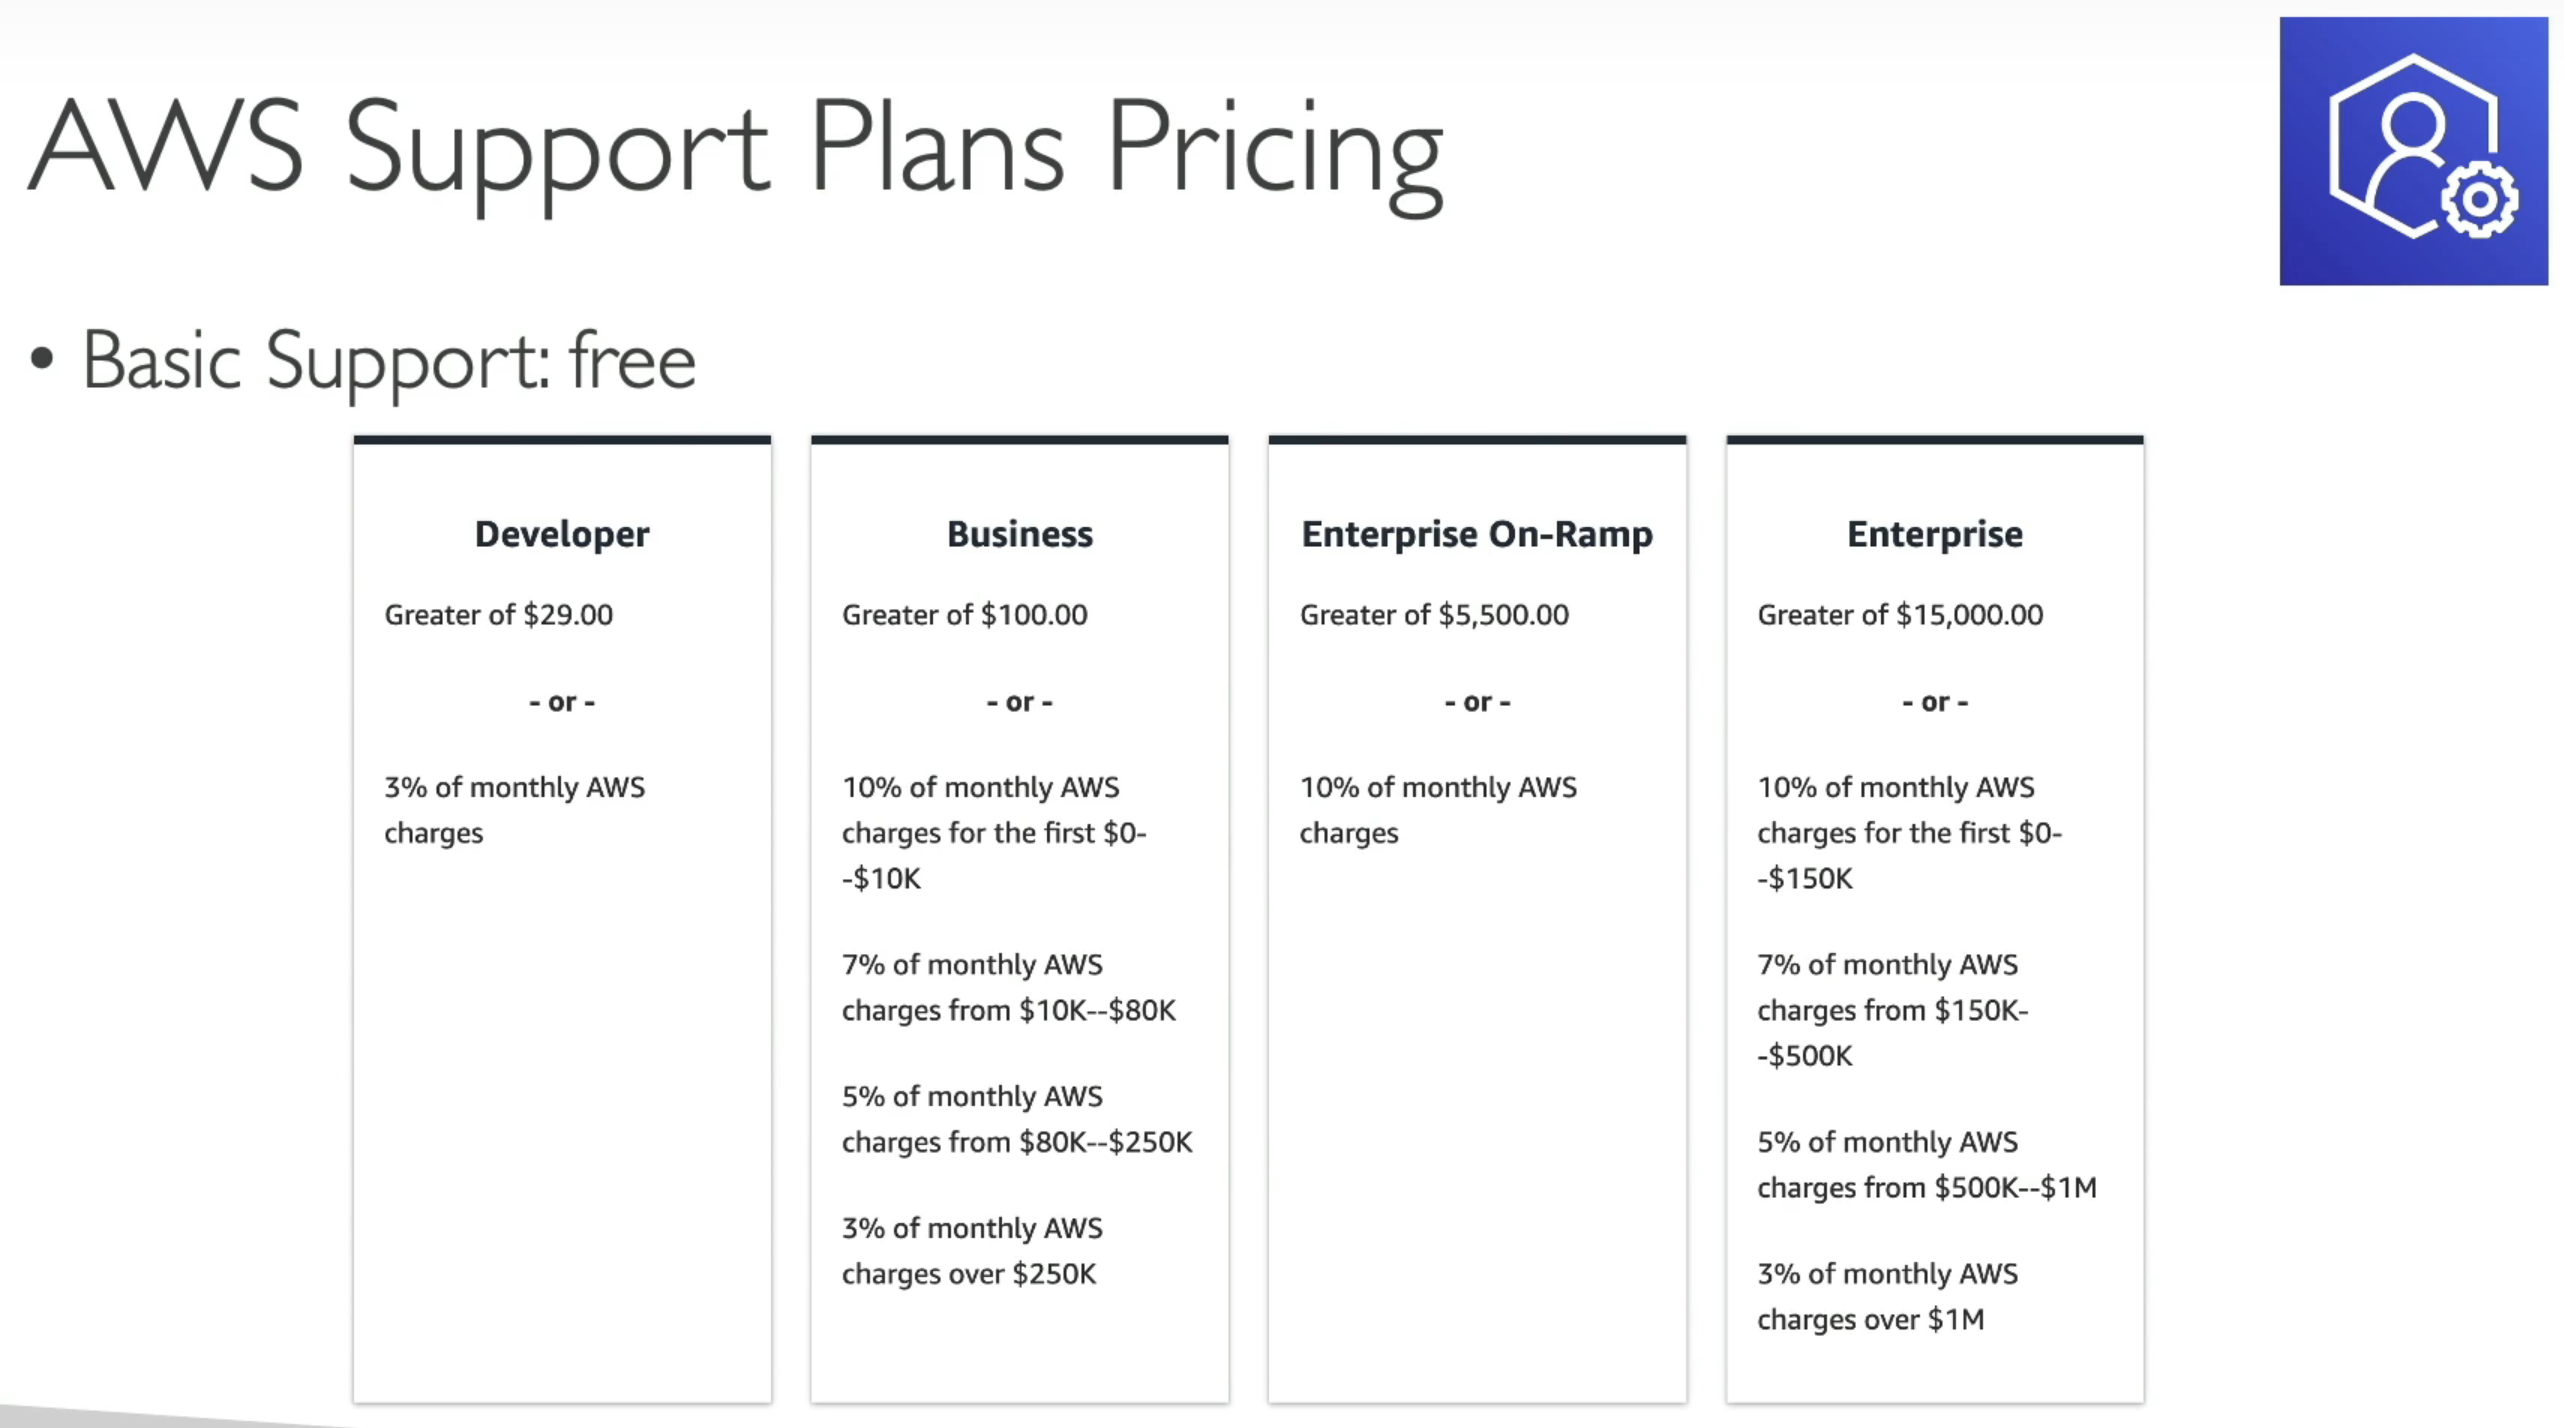 AWS Support Plans Pricing
• Basic Support: free
Developer
Greater of $29.00
- or -
3% of monthly AWS
charges
Business
Greater of $100.00
- or -
10% of monthly AWS
charges for the first $0-
-$10K
7% of monthly AWS
charges from $10K--$80K
5% of monthly AWS
charges from $80K--$250K
3% of monthly AWS
charges over $250K
Enterprise On-Ramp
Greater of $5,500.00
- or -
10% of monthly AWS
charges
Enterprise
Greater of $15,000.00
- or -
10% of monthly AWS
charges for the first $0-
-$150K
7% of monthly AWS
charges from $150K-
-$500K
5% of monthly AWS
charges from $500K--$1M
3% of monthly AWS
charges over $1M